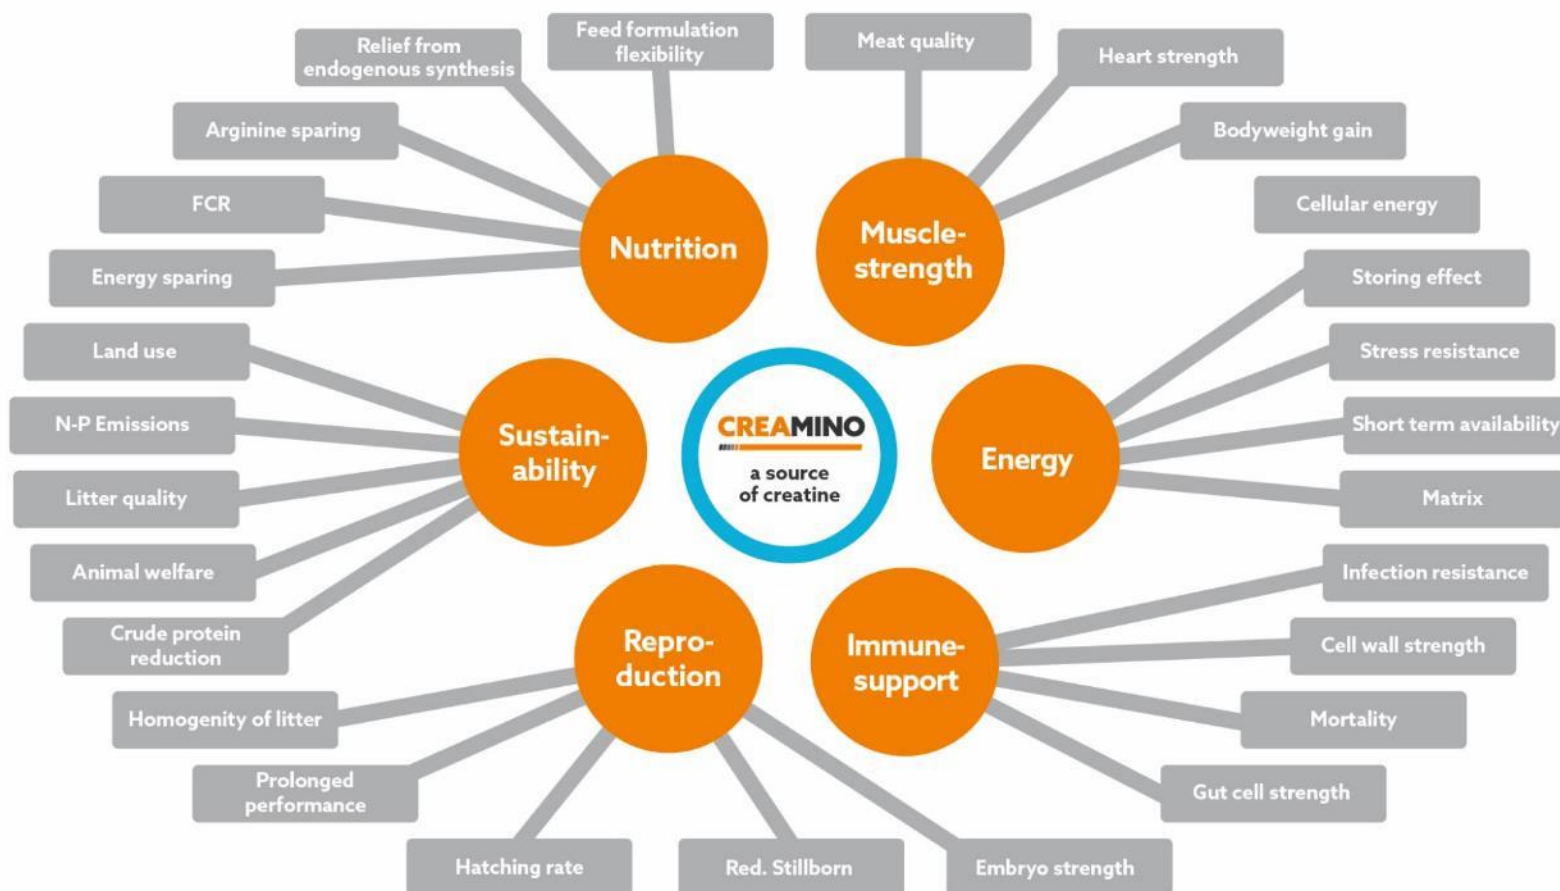 Feed formulation
flexibility
Relief from
endogenous synthesis
Arginine sparing
FCR
Energy sparing
Nutrition
Meat quality
Heart strength
Bodyweight gain
Muscle-
strength
Cellular energy
Storing effect
Stress resistance
Short term availability
Matrix
Energy
Land use
N-P Emissions
Litter quality
Animal welfare
Crude protein
reduction
Sustain-
ability
CREAMINO
a source
of creatine
Infection resistance
Cell wall strength
Mortality
Gut cell strength
Immune-
support
Repro-
duction
Homogenity of litter
Prolonged
performance
Hatching rate
Red. Stillborn
Embryo strength